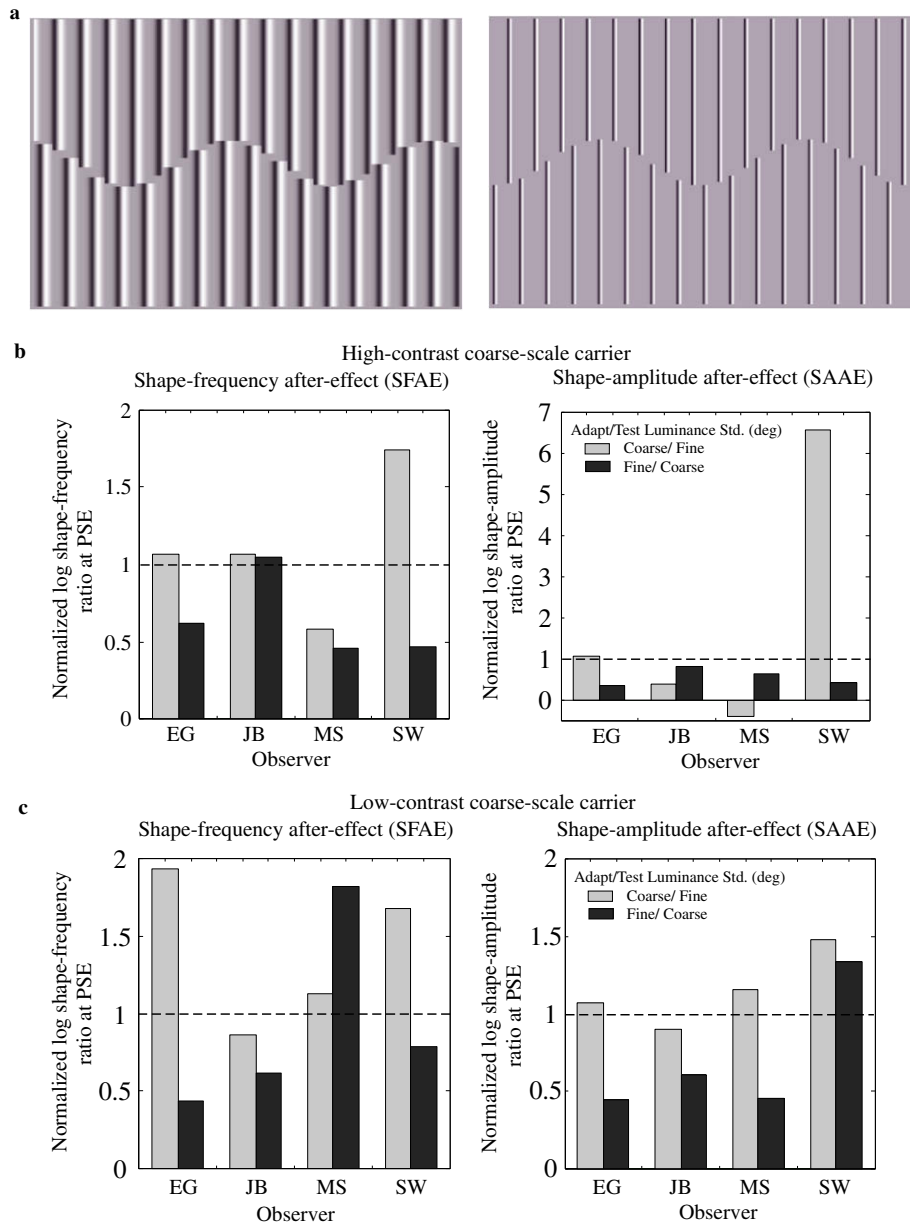 a
b
High-contrast coarse-scale carrier
Shape-frequency after-effect (SFAE)
Normalized log shape-frequency
ratio at PSE
2
1.5
1
0.5
0
EG JB MS SW
Observer
Shape-amplitude after-effect (SAAE)
Normalized log shape-amplitude
ratio at PSE
7
6
5
4
3
2
1
0
Adapt/Test Luminance Std. (deg)
Coarse/ Fine
Fine/ Coarse
EG JB MS SW
Observer
c
Low-contrast coarse-scale carrier
Shape-frequency after-effect (SFAE)
Normalized log shape-frequency
ratio at PSE
2
1.5
1
0.5
0
EG JB MS SW
Observer
Shape-amplitude after-effect (SAAE)
Normalized log shape-amplitude
ratio at PSE
2
1.5
1
0.5
0
Adapt/Test Luminance Std. (deg)
Coarse/ Fine
Fine/ Coarse
EG JB MS SW
Observer